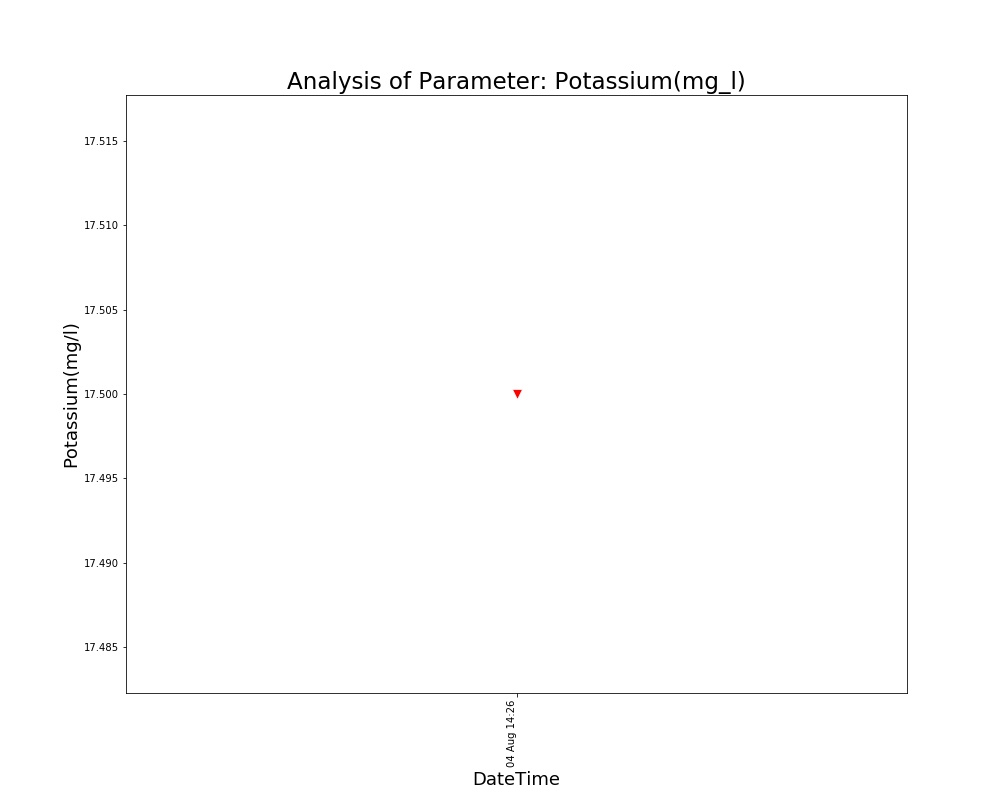 Analysis of Parameter: Potassium(mg_l)
17.515
17.510
17.505
17.500
17.495
17.490
17.485
Potassium(mg/l)
04 Aug 14:26
DateTime